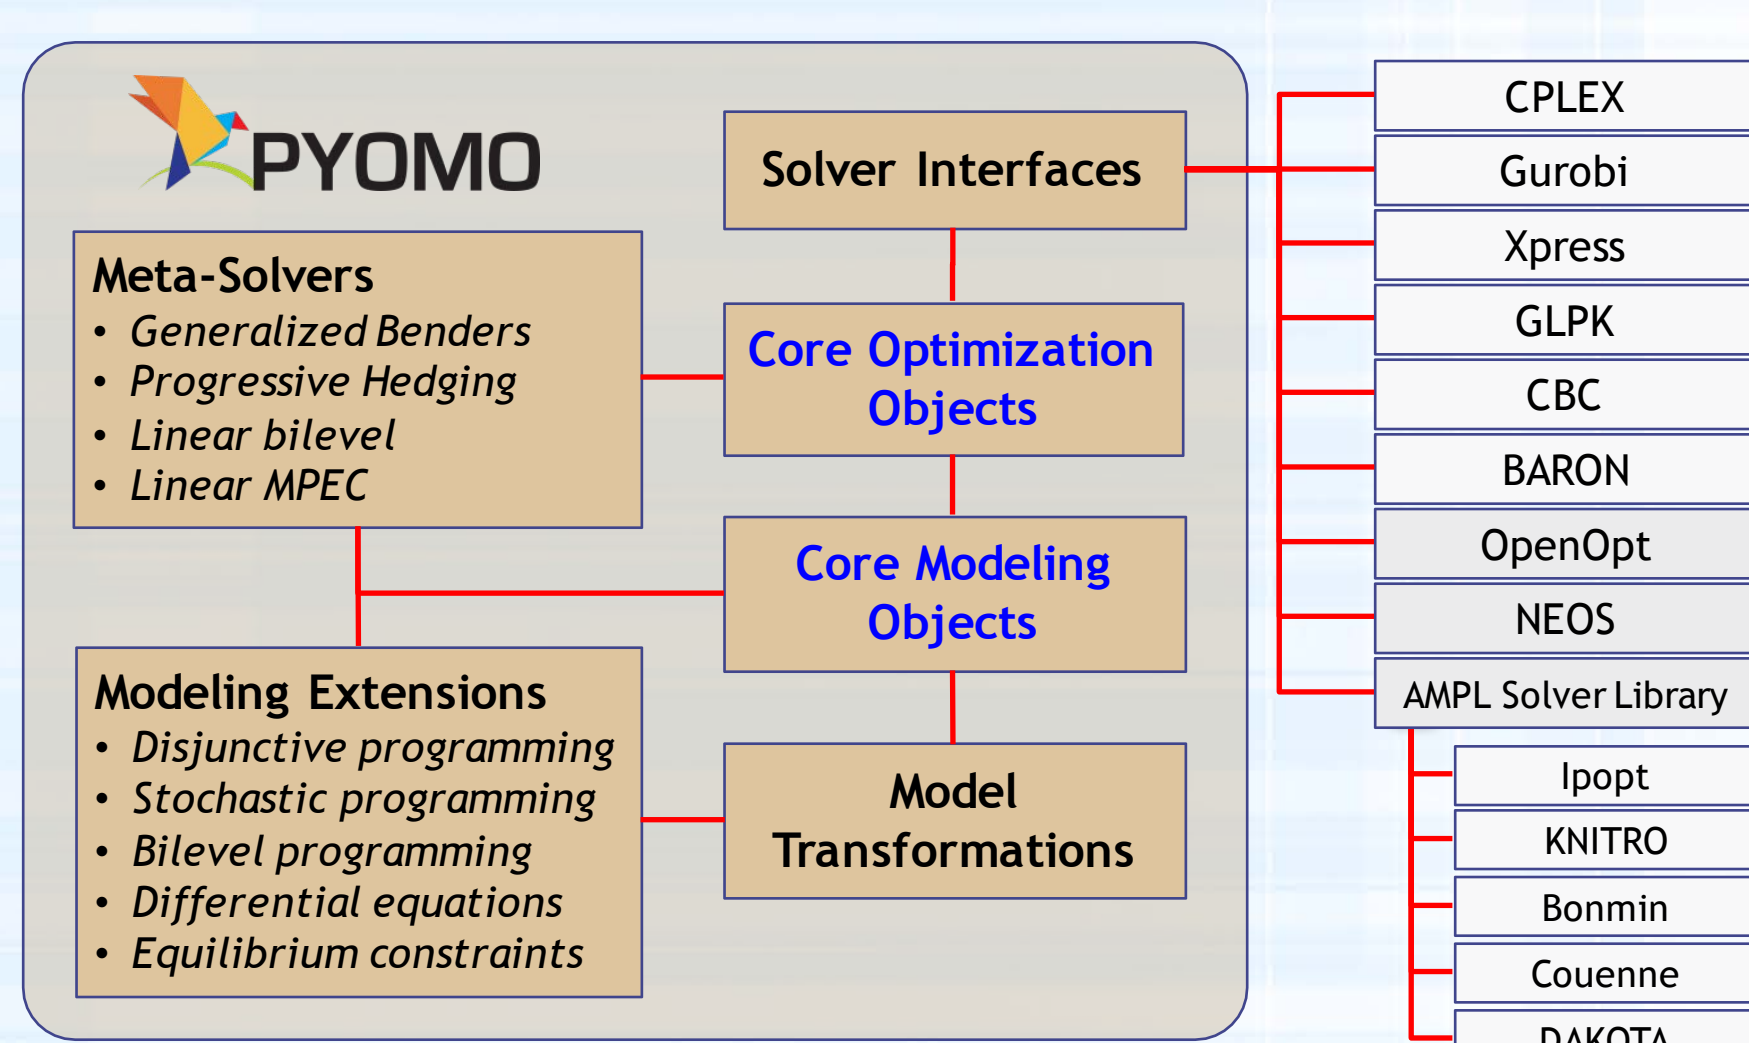 PYOMO
Solver Interfaces
Meta-Solvers
• Generalized Benders
• Progressive Hedging
• Linear bilevel
• Linear MPEC
Core Optimization
Objects
Core Modeling
Objects
Modeling Extensions
• Disjunctive programming
• Stochastic programming
• Bilevel programming
• Differential equations
• Equilibrium constraints
Model
Transformations
CPLEX
Gurobi
Xpress
GLPK
CBC
BARON
OpenOpt
NEOS
AMPL Solver Library
Ipopt
KNITRO
Bonmin
Couenne
DAKOTA